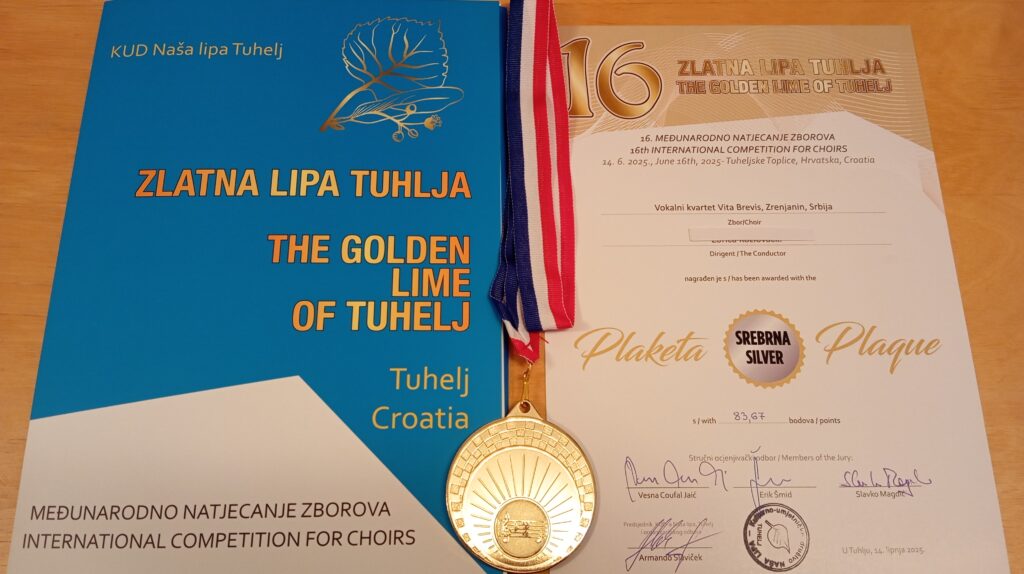 KUD Naša lipa Tuhelj
ZLATNA LIPA TUHLJA
THE GOLDEN
LIME
OF TUHELJ
Tuhelj
Croatia
MEĐUNARODNO NATJECANJE ZBOROVA
INTERNATIONAL COMPETITION FOR CHOIRS
16
ZLATNA LIPA TUHLJA
THE GOLDEN LIME OF TUHELJ
16. MEĐUNARODNO NATJECANJE ZBOROVA
16th INTERNATIONAL COMPETITION FOR CHOIRS
14. 6. 2025., June 16th, 2025- Tuheljske Toplice, Hrvatska, Croatia
Vokalni kvartet Vita Brevis, Zrenjanin, Srbija
Zbor/Choir
Dirigent / The Conductor
nagrađen je s / has been awarded with the
Plaketa
SREBRNA
SILVER
Plaque
s / with 83,67 bodova / points
Stručni ocjenjivački odbor / Members of the Jury:
Vesna Coufal Jaić
Erik Šmid
Slavko Magdić
Armando Slaviček
NAŠA LIPA
TUHELJ
U Tuhlju, 14. lipnja 2025.